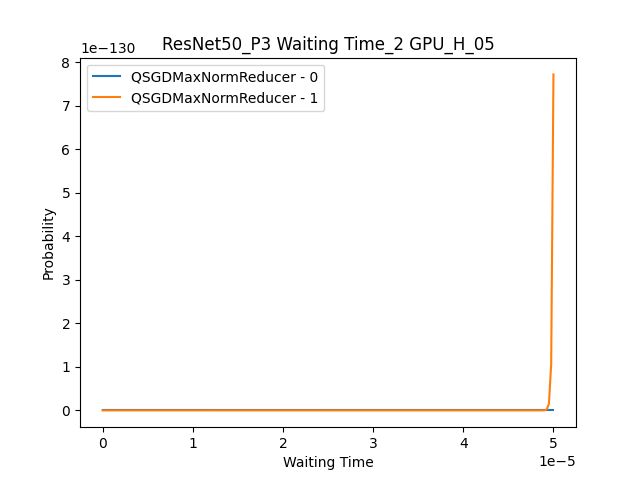 ResNet50_P3 Waiting Time_2 GPU_H_05
1e−130
QSGDMaxNormReducer - 0
QSGDMaxNormReducer - 1
8
7
6
5
4
3
2
1
0
Probability
0 1 2 3 4 5
1e−5
Waiting Time